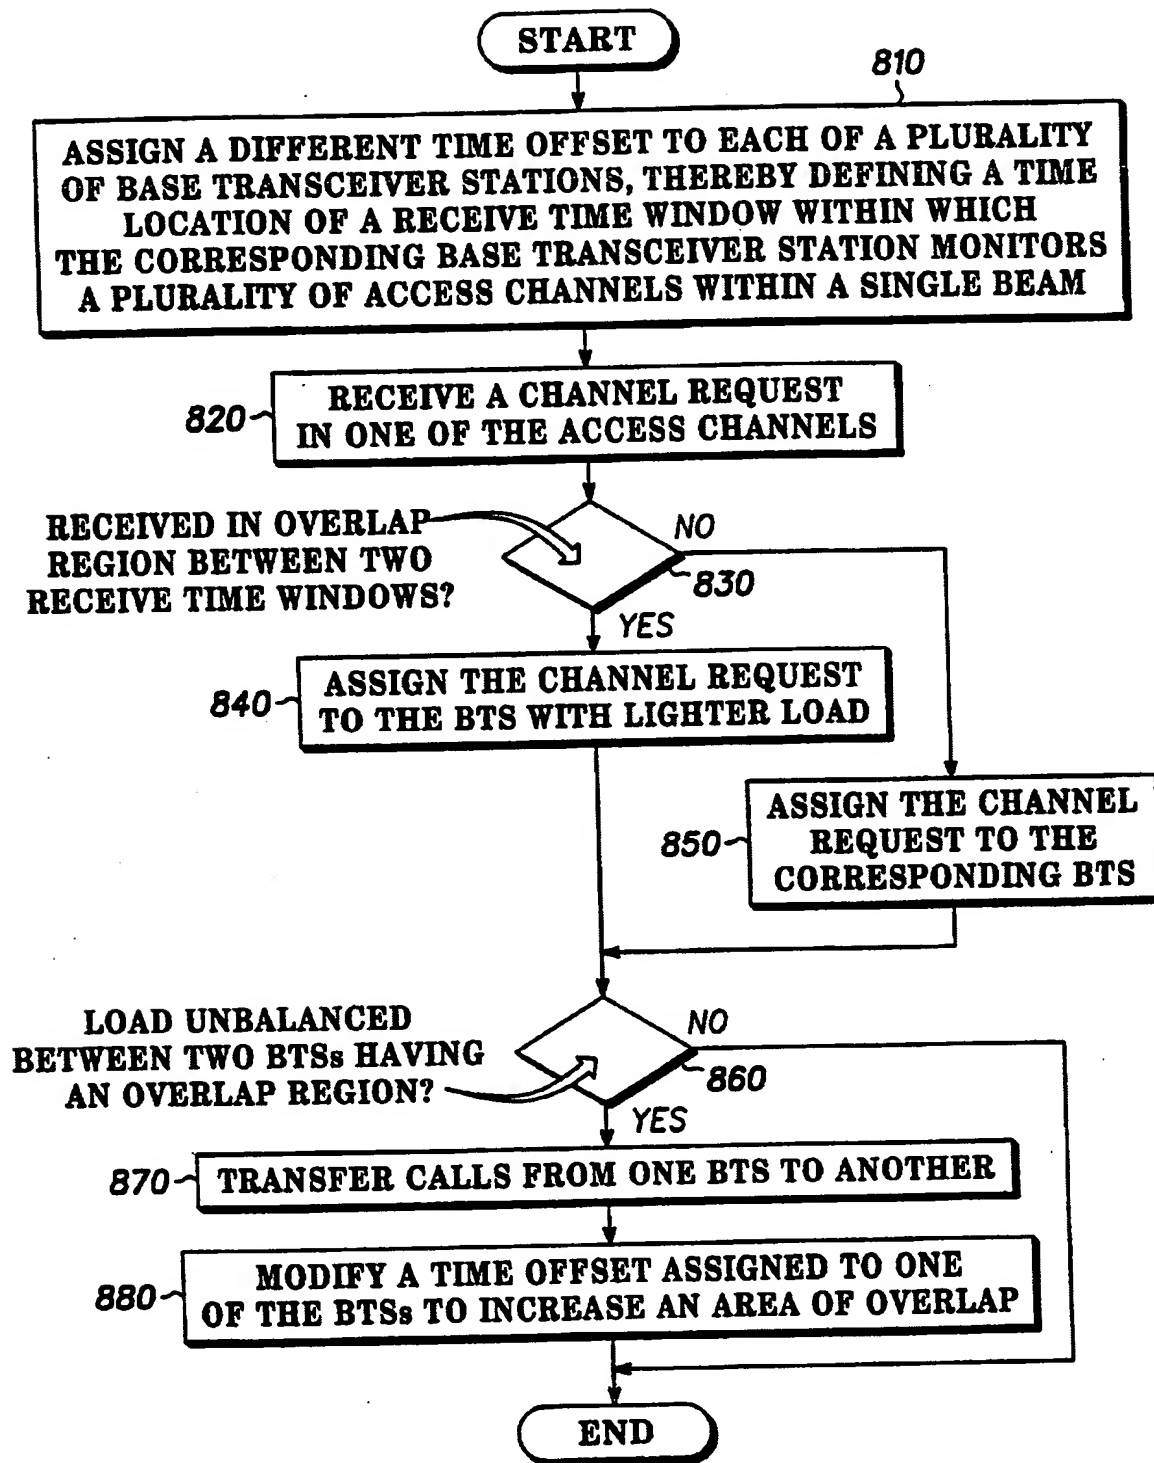 START
810
ASSIGN A DIFFERENT TIME OFFSET TO EACH OF A PLURALITY
OF BASE TRANSCEIVER STATIONS, THEREBY DEFINING A TIME
LOCATION OF A RECEIVE TIME WINDOW WITHIN WHICH
THE CORRESPONDING BASE TRANSCEIVER STATION MONITORS
A PLURALITY OF ACCESS CHANNELS WITHIN A SINGLE BEAM
820
RECEIVE A CHANNEL REQUEST
IN ONE OF THE ACCESS CHANNELS
RECEIVED IN OVERLAP
REGION BETWEEN TWO
RECEIVE TIME WINDOWS?
NO
830
YES
840
ASSIGN THE CHANNEL REQUEST
TO THE BTS WITH LIGHTER LOAD
850
ASSIGN THE CHANNEL
REQUEST TO THE
CORRESPONDING BTS
LOAD UNBALANCED
BETWEEN TWO BTSs HAVING
AN OVERLAP REGION?
NO
860
YES
870
TRANSFER CALLS FROM ONE BTS TO ANOTHER
880
MODIFY A TIME OFFSET ASSIGNED TO ONE
OF THE BTSs TO INCREASE AN AREA OF OVERLAP
END